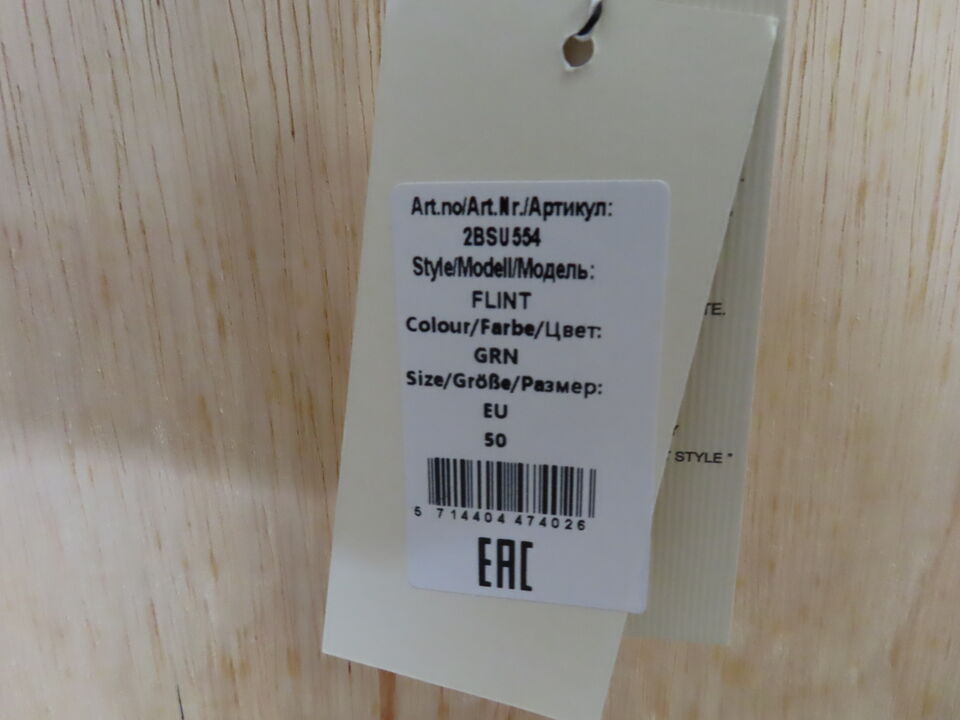 Art.no/Art.Nr./Артикул:
2BSU554
Style/Modell/Модель:
FLINT
Colour/Farbe/Цвет:
GRN
Size/Größe/Размер:
EU
50
5 714404 474026
EAC
STYLE "